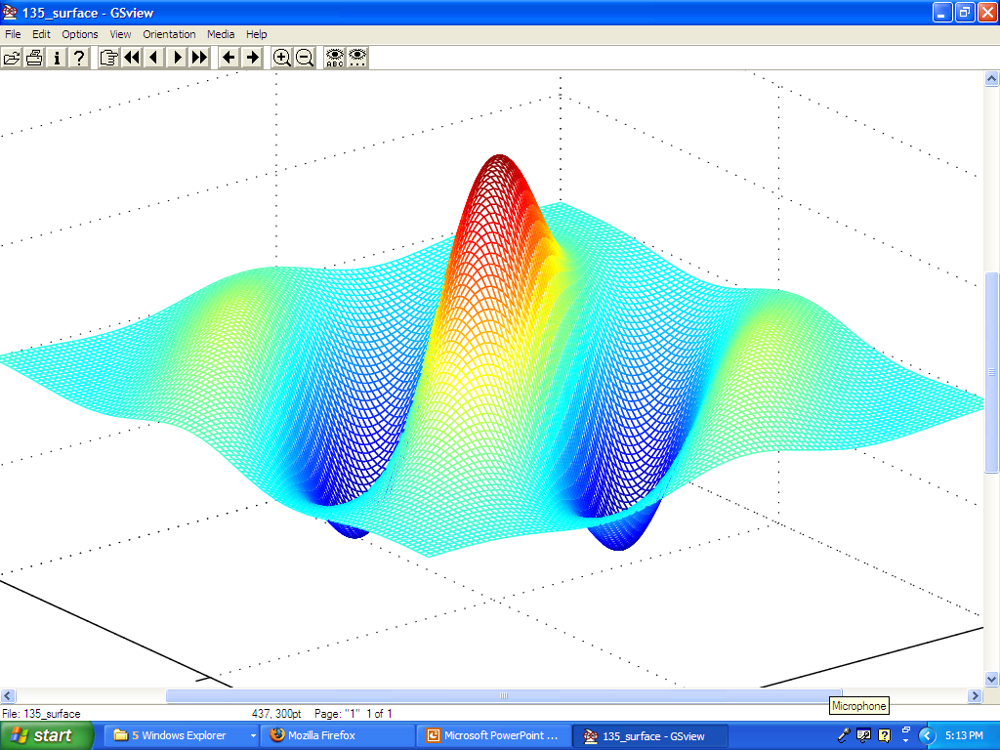 135_surface - GSview
File Edit Options View Orientation Media Help
i ? ABC
Microphone
File: 135_surface 437, 300pt Page: "1" 1 of 1
start 5 Windows Explorer Mozilla Firefox Microsoft PowerPoint ... 135_surface - GSview ? 5:13 PM